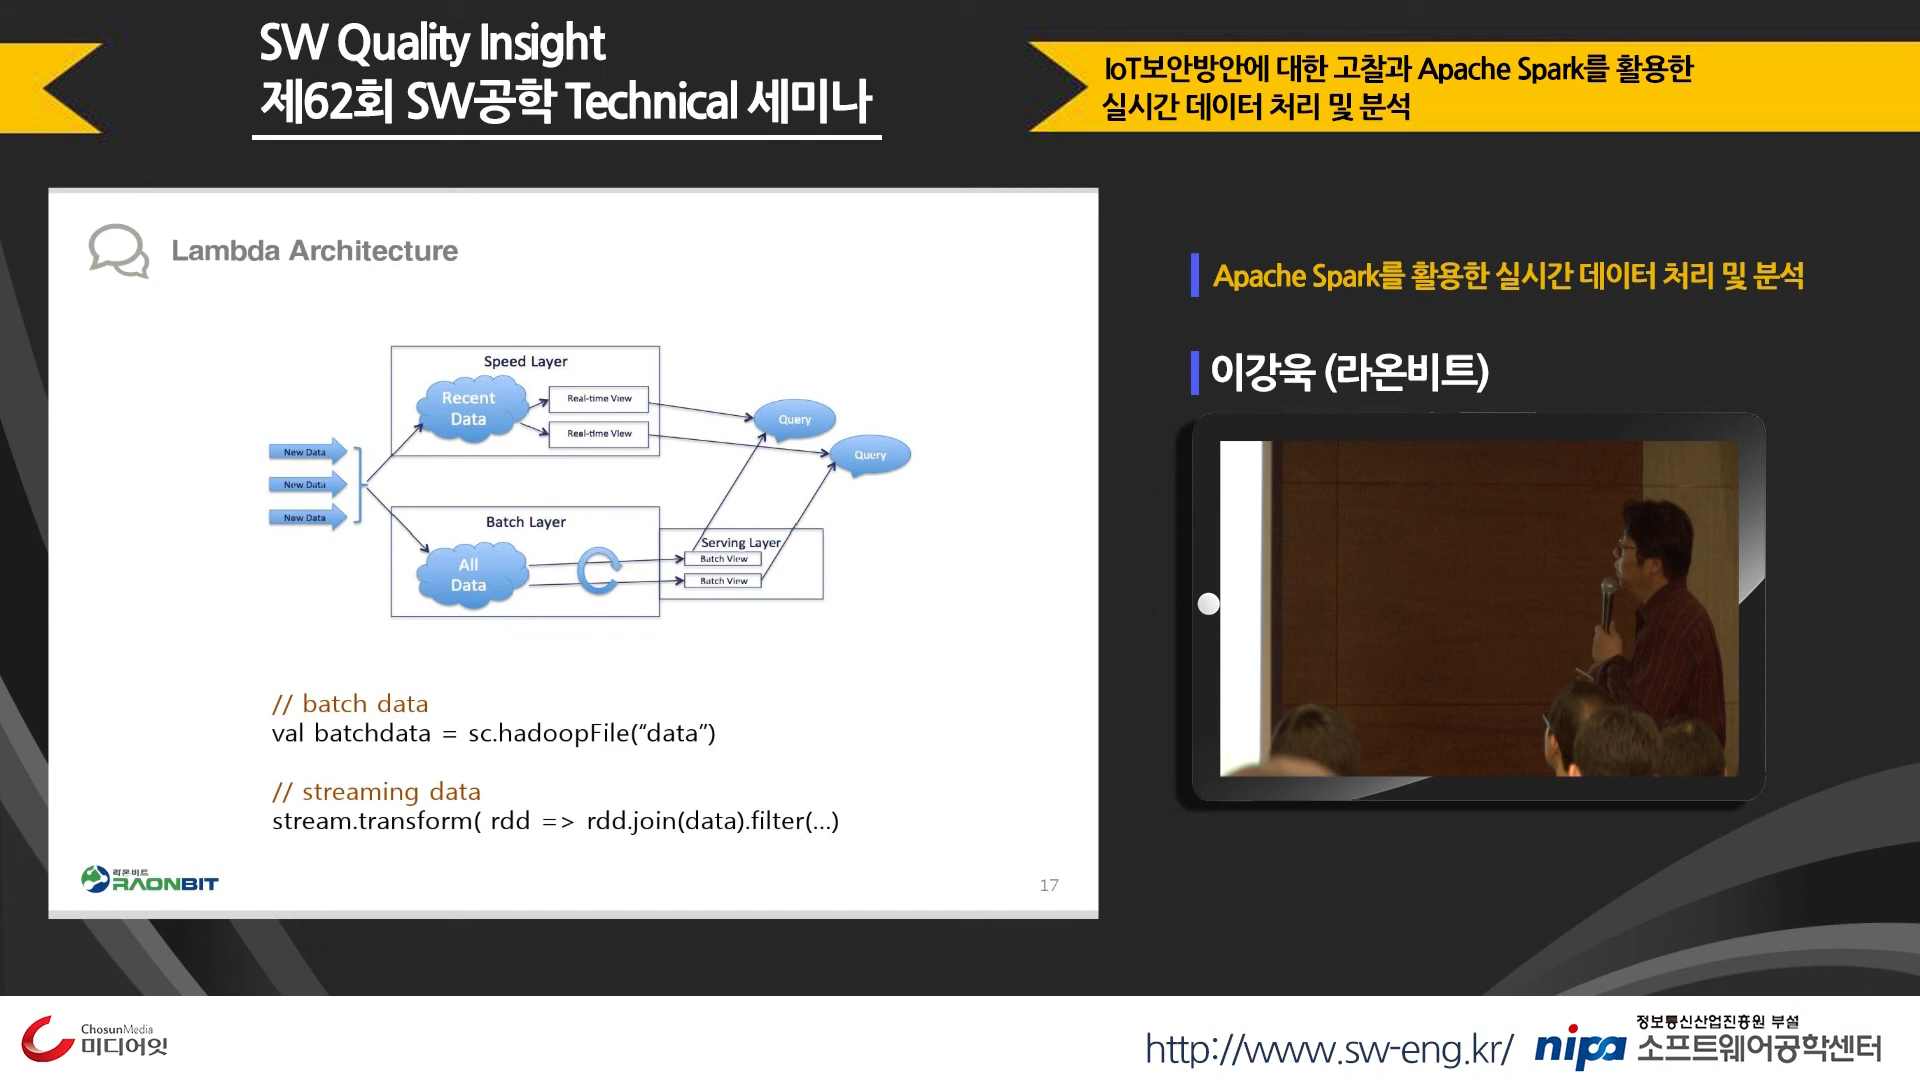 SW Quality Insight
제62회 SW공학 Technical 세미나
IoT보안방안에 대한 고찰과 Apache Spark를 활용한
실시간 데이터 처리 및 분석
Lambda Architecture
Speed Layer
Recent
Data
Real-time View
Real-time View
Query
Query
New Data
New Data
New Data
Batch Layer
All
Data
Serving Layer
Batch View
Batch View
// batch data
val batchdata = sc.hadoopFile(“data”)
// streaming data
stream.transform( rdd => rdd.join(data).filter(...)
라온비트
RAONBIT
17
Apache Spark를 활용한 실시간 데이터 처리 및 분석
이강욱 (라온비트)
ChosunMedia
미디어잇
http://www.sw-eng.kr/
nipa
정보통신산업진흥원 부설
소프트웨어공학센터